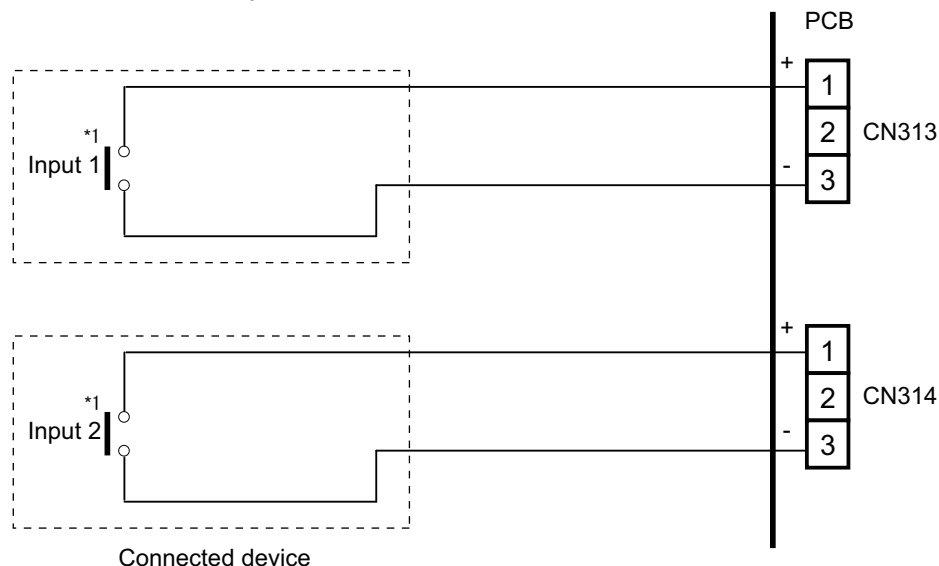 PCB
+
1
*1
2
CN313
Input 1
-
3
+
1
*1
2
CN314
Input 2
-
3
Connected device